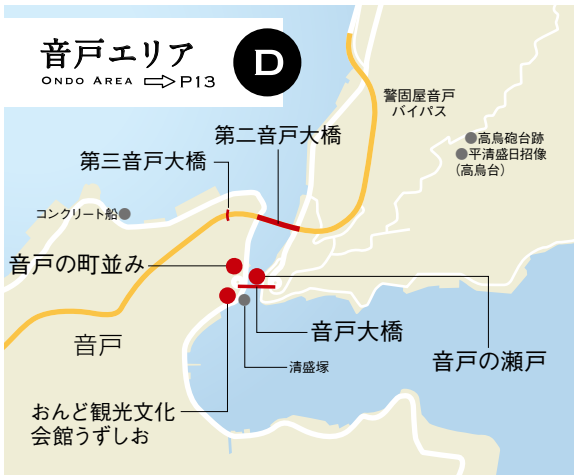 音戸エリア
ONDO AREA ⇨P13
D
警固屋音戸
バイパス
第二音戸大橋
高烏砲台跡
平清盛日招像
(高烏台)
第三音戸大橋
コンクリート船
音戸の町並み
音戸大橋
音戸
音戸の瀬戸
清盛塚
おんど観光文化
会館うずしお